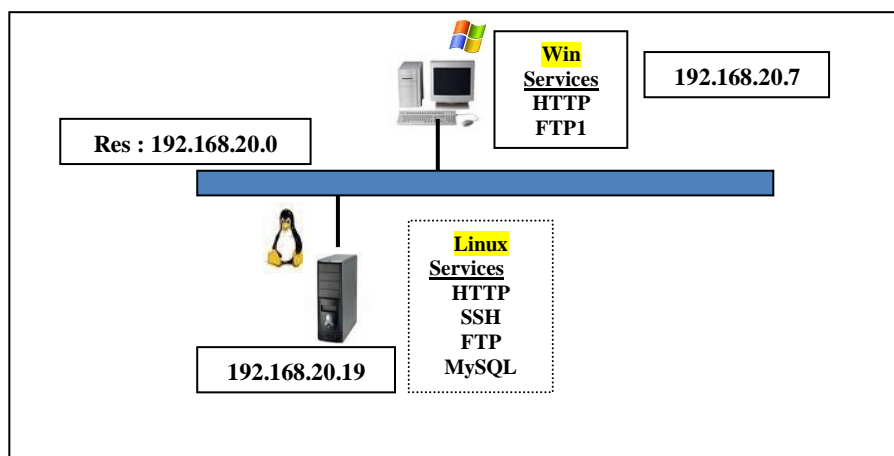 Win
Services
HTTP
FTP1
192.168.20.7
Res : 192.168.20.0
Linux
Services
HTTP
SSH
FTP
MySQL
192.168.20.19